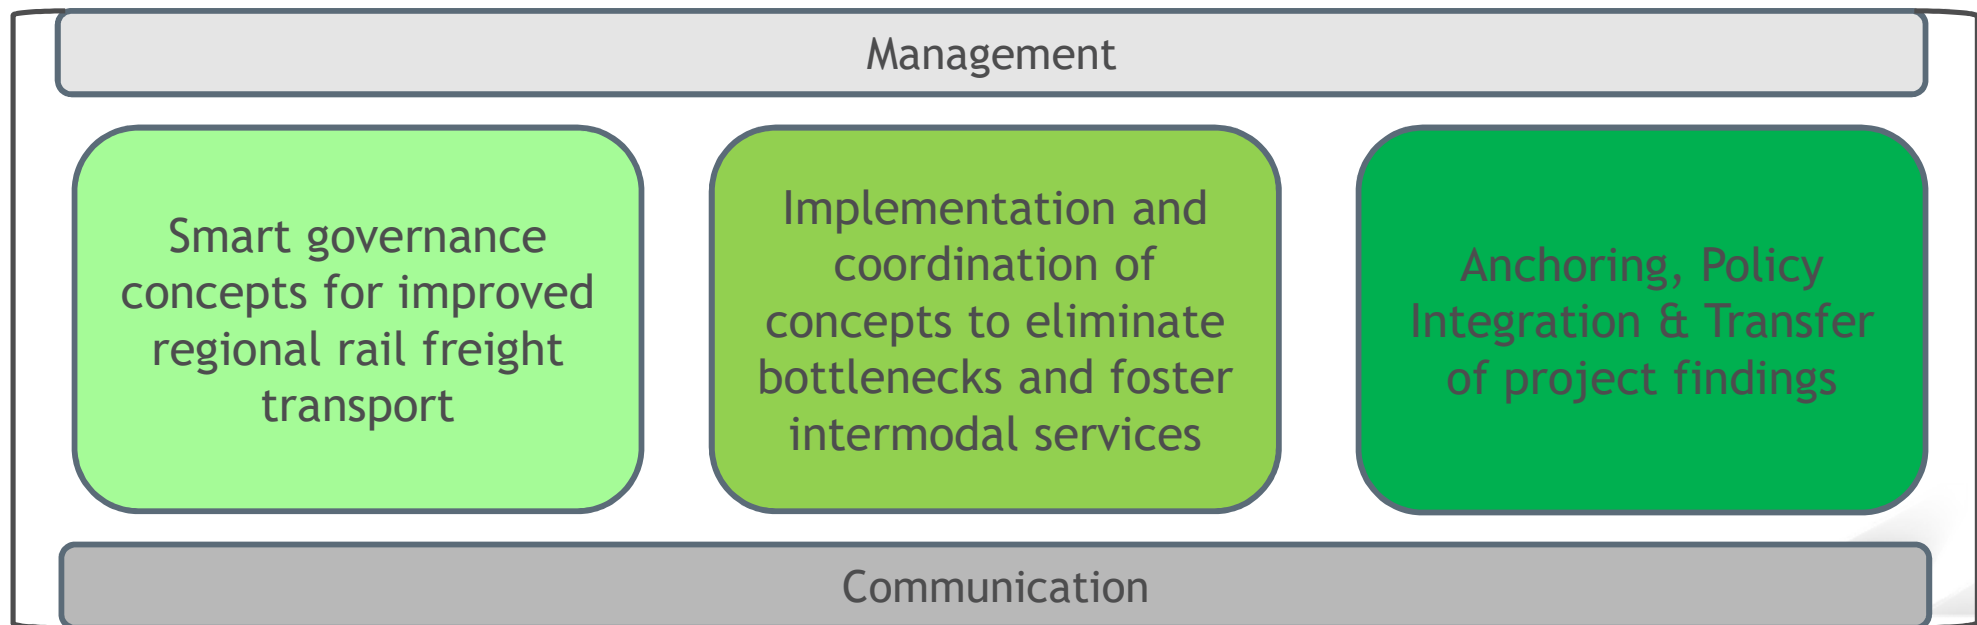 Management
Smart governance
concepts for improved
regional rail freight
transport
Implementation and
coordination of
concepts to eliminate
bottlenecks and foster
intermodal services
Anchoring, Policy
Integration & Transfer
of project findings
Communication